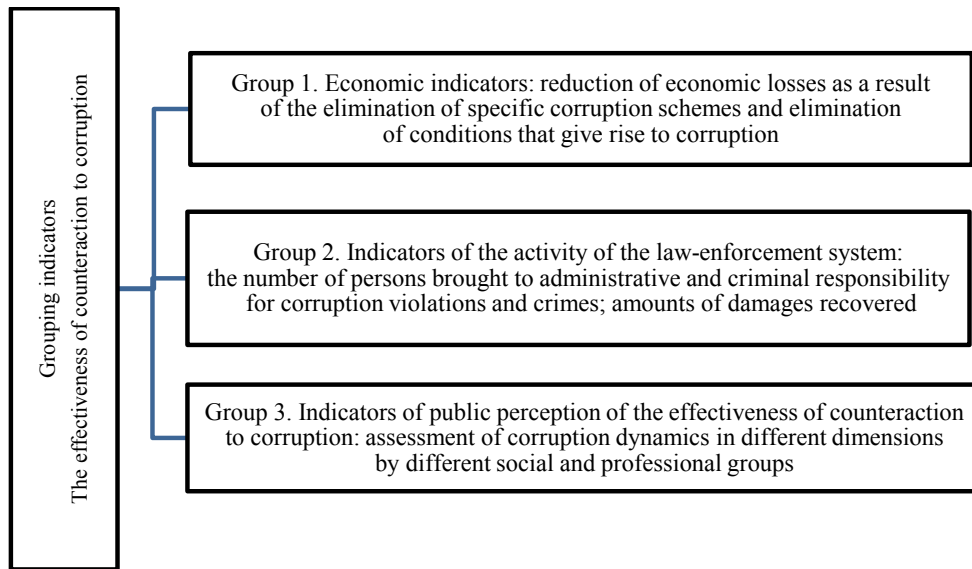 Grouping indicators
The effectiveness of counteraction to corruption
Group 1. Economic indicators: reduction of economic losses as a result
of the elimination of specific corruption schemes and elimination
of conditions that give rise to corruption
Group 2. Indicators of the activity of the law-enforcement system:
the number of persons brought to administrative and criminal responsibility
for corruption violations and crimes; amounts of damages recovered
Group 3. Indicators of public perception of the effectiveness of counteraction
to corruption: assessment of corruption dynamics in different dimensions
by different social and professional groups